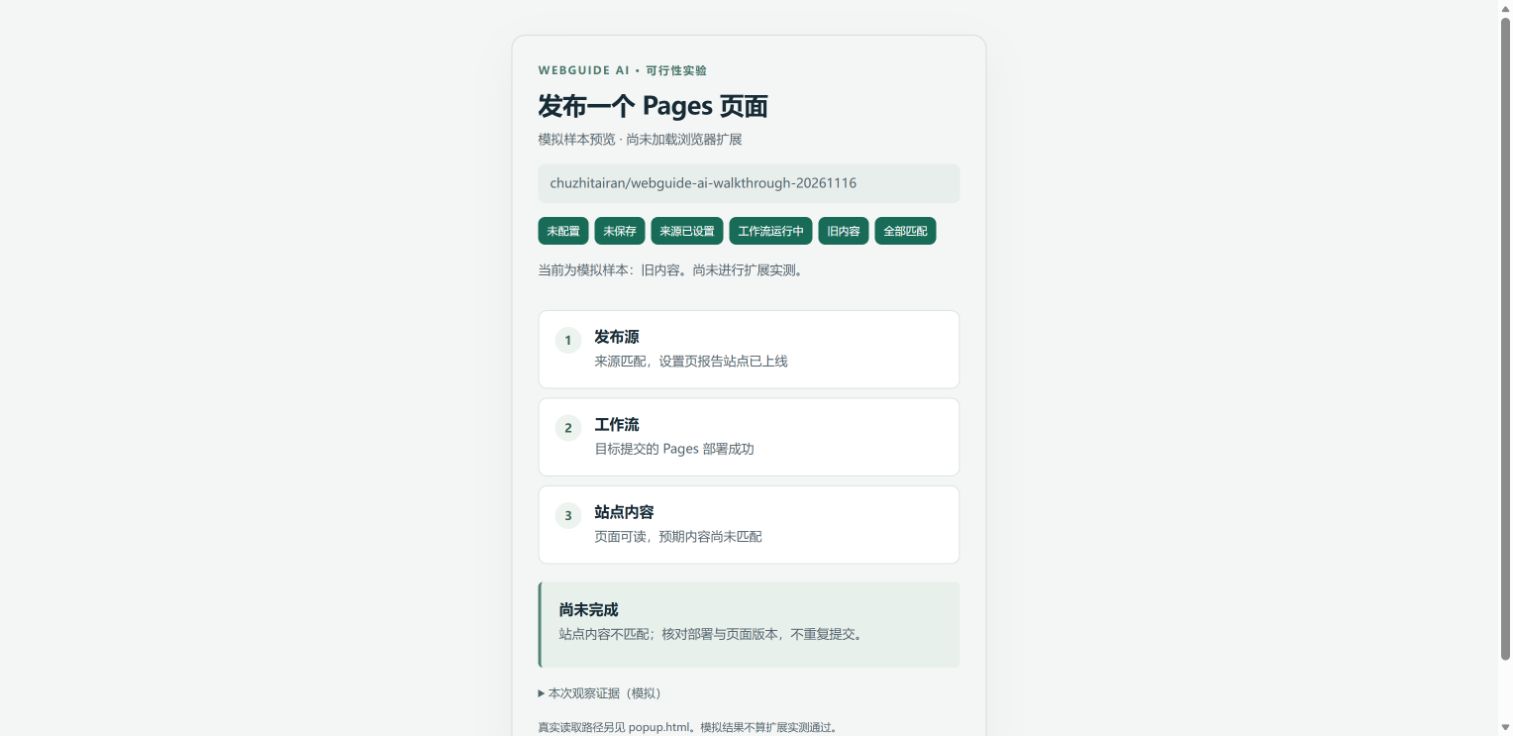 WEBGUIDE AI • 可行性实验
发布一个 Pages 页面
模拟样本预览 · 尚未加载浏览器扩展
chuzhitairan/webguide-ai-walkthrough-20261116
未配置 未保存 来源已设置 工作流运行中 旧内容 全部匹配
当前为模拟样本：旧内容。尚未进行扩展实测。
1 发布源
来源匹配，设置页报告站点已上线
2 工作流
目标提交的 Pages 部署成功
3 站点内容
页面可读，预期内容尚未匹配
尚未完成
站点内容不匹配；核对部署与页面版本，不重复提交。
本次观察证据（模拟）
真实读取路径另见 popup.html。模拟结果不算扩展实测通过。